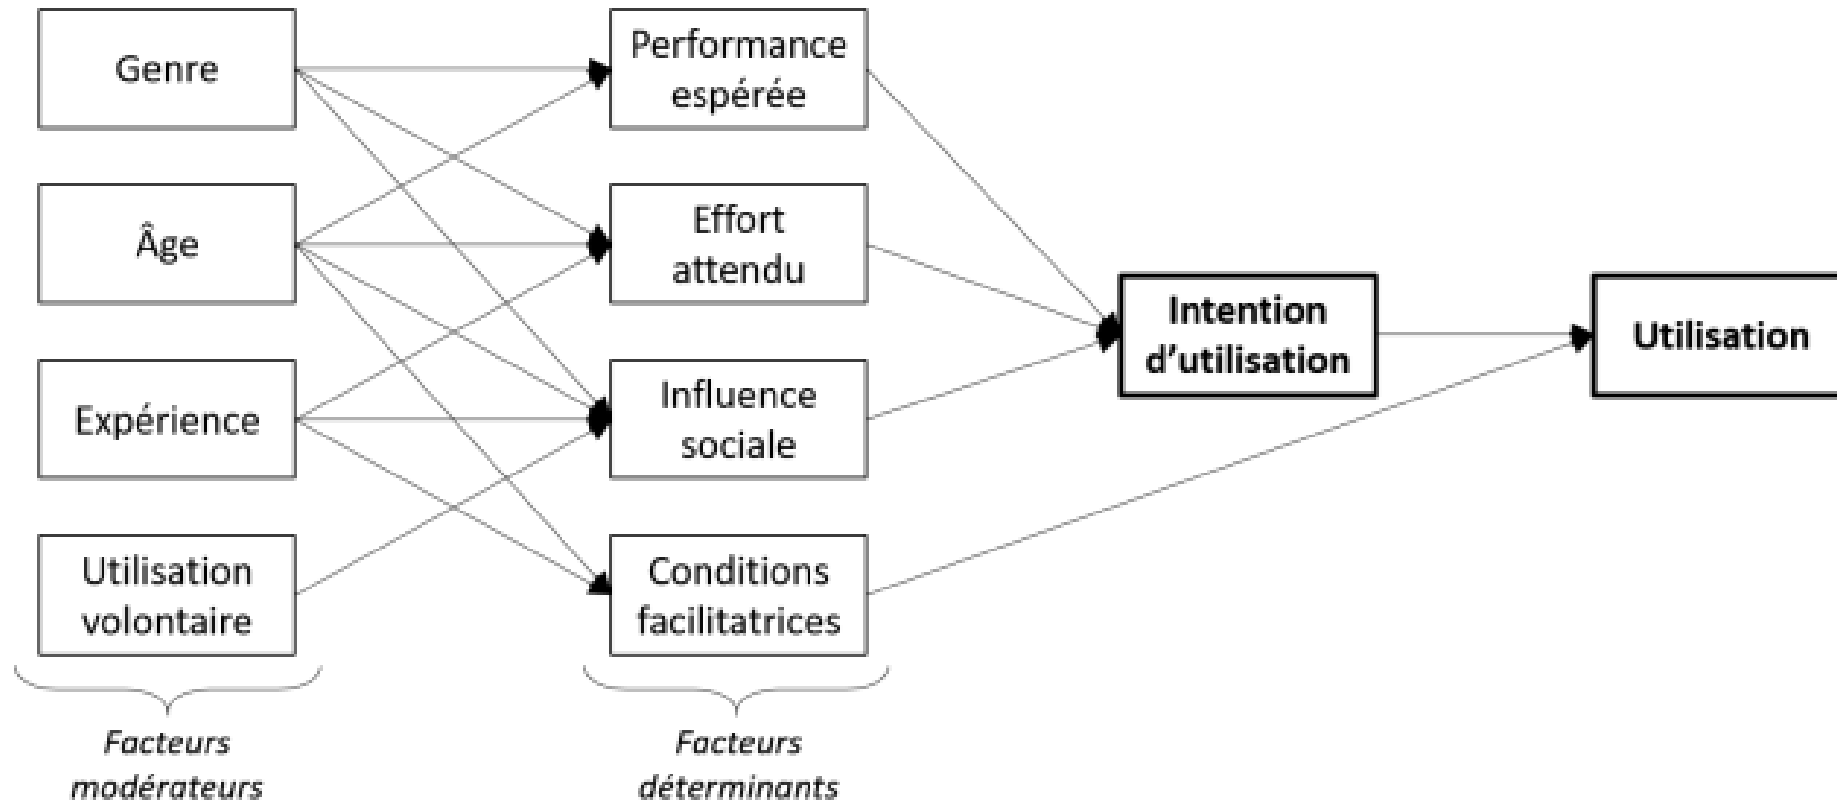 Genre
Performance
espérée
Âge
Effort
attendu
Expérience
Influence
sociale
Utilisation
volontaire
Conditions
facilitatrices
Intention
d’utilisation
Utilisation
Facteurs
modérateurs
Facteurs
déterminants